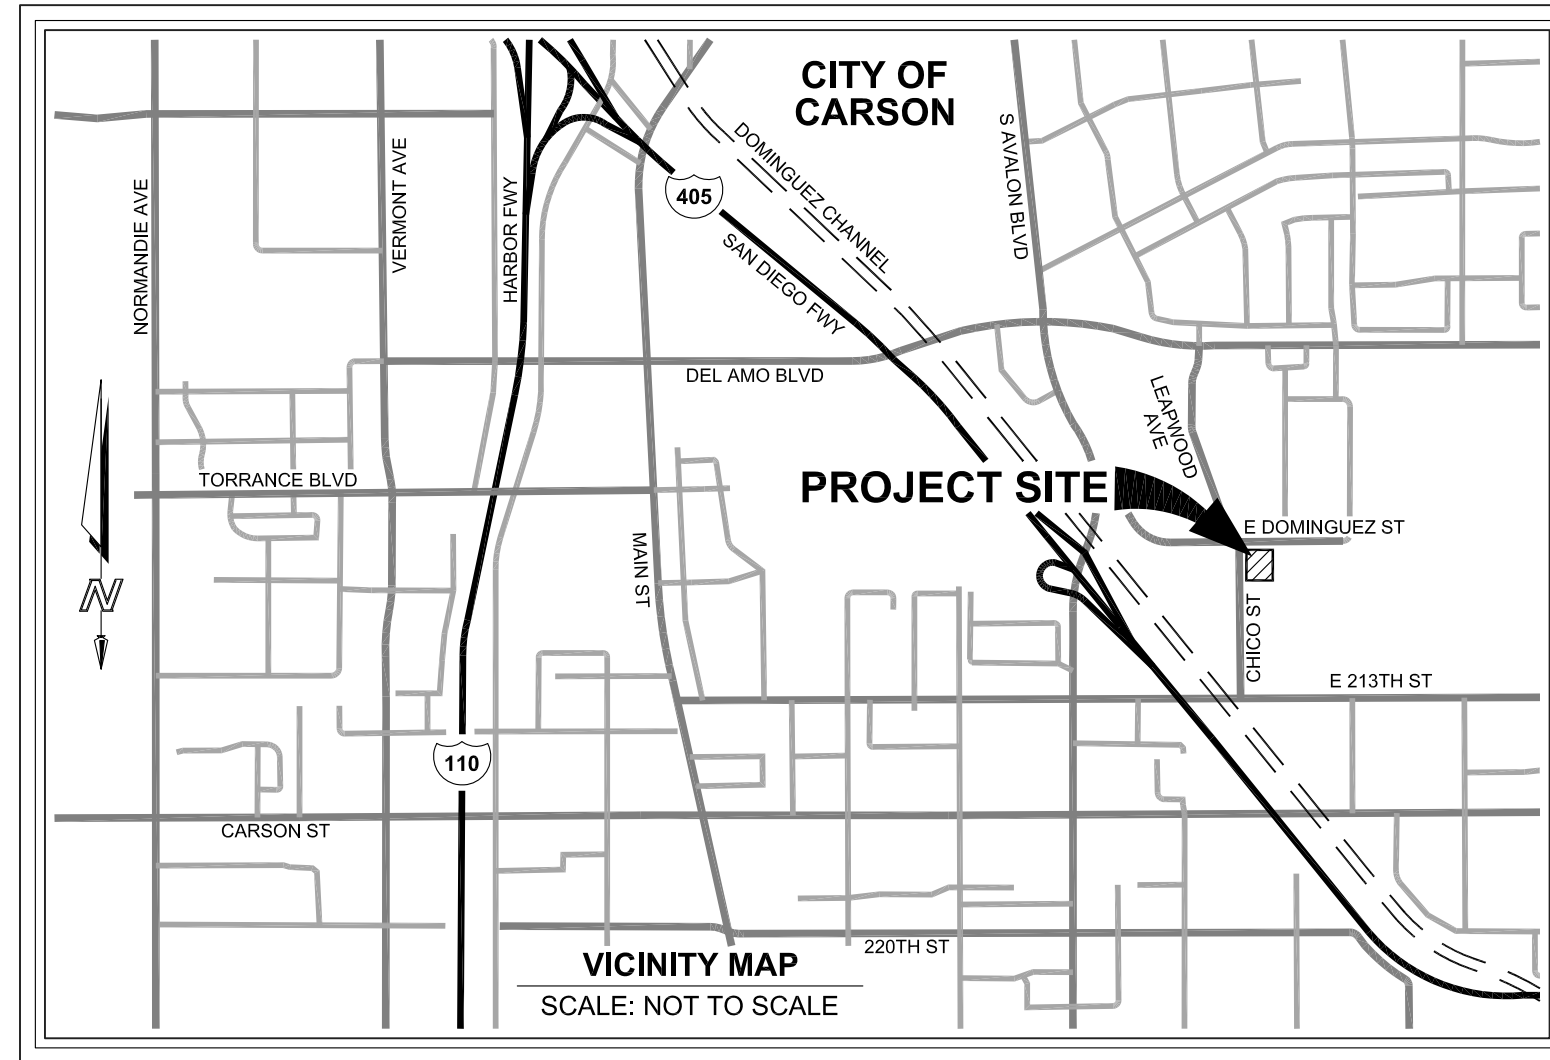 CITY OF
CARSON
DOMINGUEZ CHANNEL
S AVALON BLVD
VERMONT AVE
NORMANDIE AVE
HARBOR FWY
405
SAN DIEGO FWY
DEL AMO BLVD
LEAPWOOD
AVE
TORRANCE BLVD
PROJECT SITE
E DOMINGUEZ ST
MAIN ST
N
CHICO ST
E 213TH ST
110
CARSON ST
220TH ST
VICINITY MAP
SCALE: NOT TO SCALE